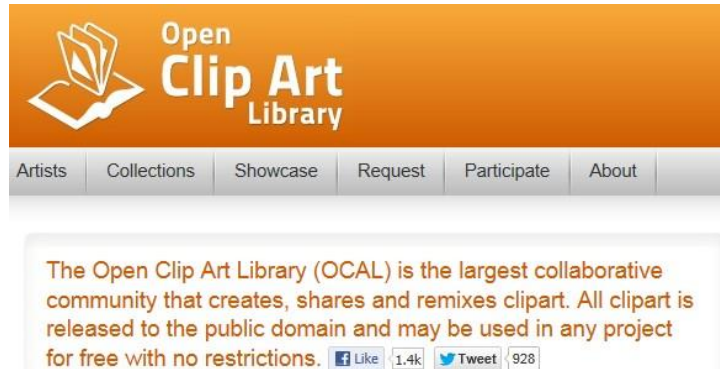 Open
Clip Art
Library
Artists Collections Showcase Request Participate About
The Open Clip Art Library (OCAL) is the largest collaborative
community that creates, shares and remixes clipart. All clipart is
released to the public domain and may be used in any project
for free with no restrictions. Like 1.4k Tweet 928